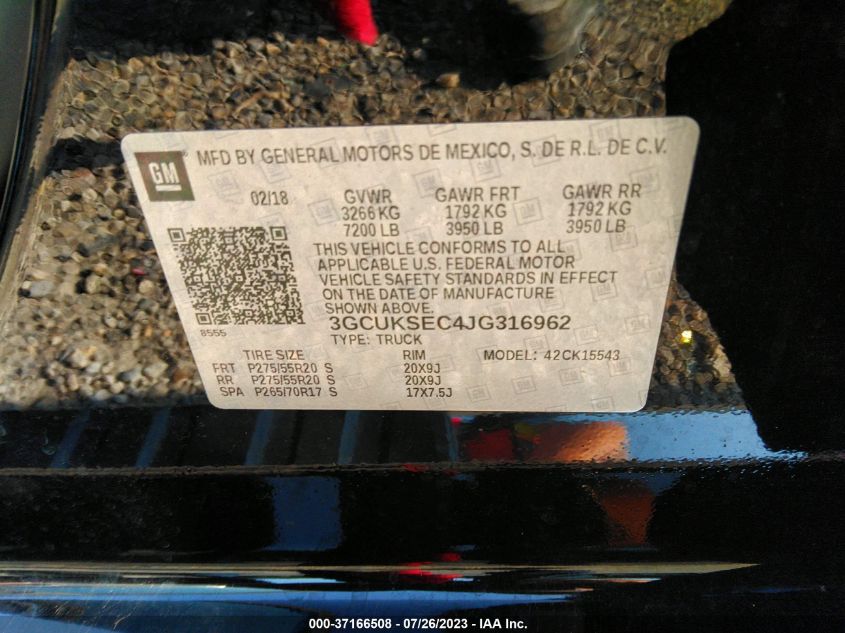 GM
MFD BY GENERAL MOTORS DE MEXICO, S. DE R.L. DE C.V.
02/18 GVWR GAWR FRT GAWR RR
3266 KG 1792 KG 1792 KG
7200 LB 3950 LB 3950 LB
THIS VEHICLE CONFORMS TO ALL
APPLICABLE U.S. FEDERAL MOTOR
VEHICLE SAFETY STANDARDS IN EFFECT
ON THE DATE OF MANUFACTURE
SHOWN ABOVE.
8555 3GCUKSEC4JG316962
TYPE: TRUCK
TIRE SIZE RIM MODEL: 42CK15543
FRT P275/55R20 S 20X9J
RR P275/55R20 S 20X9J
SPA P265/70R17 S 17X7.5J
000-37166508 - 07/26/2023 - IAA Inc.